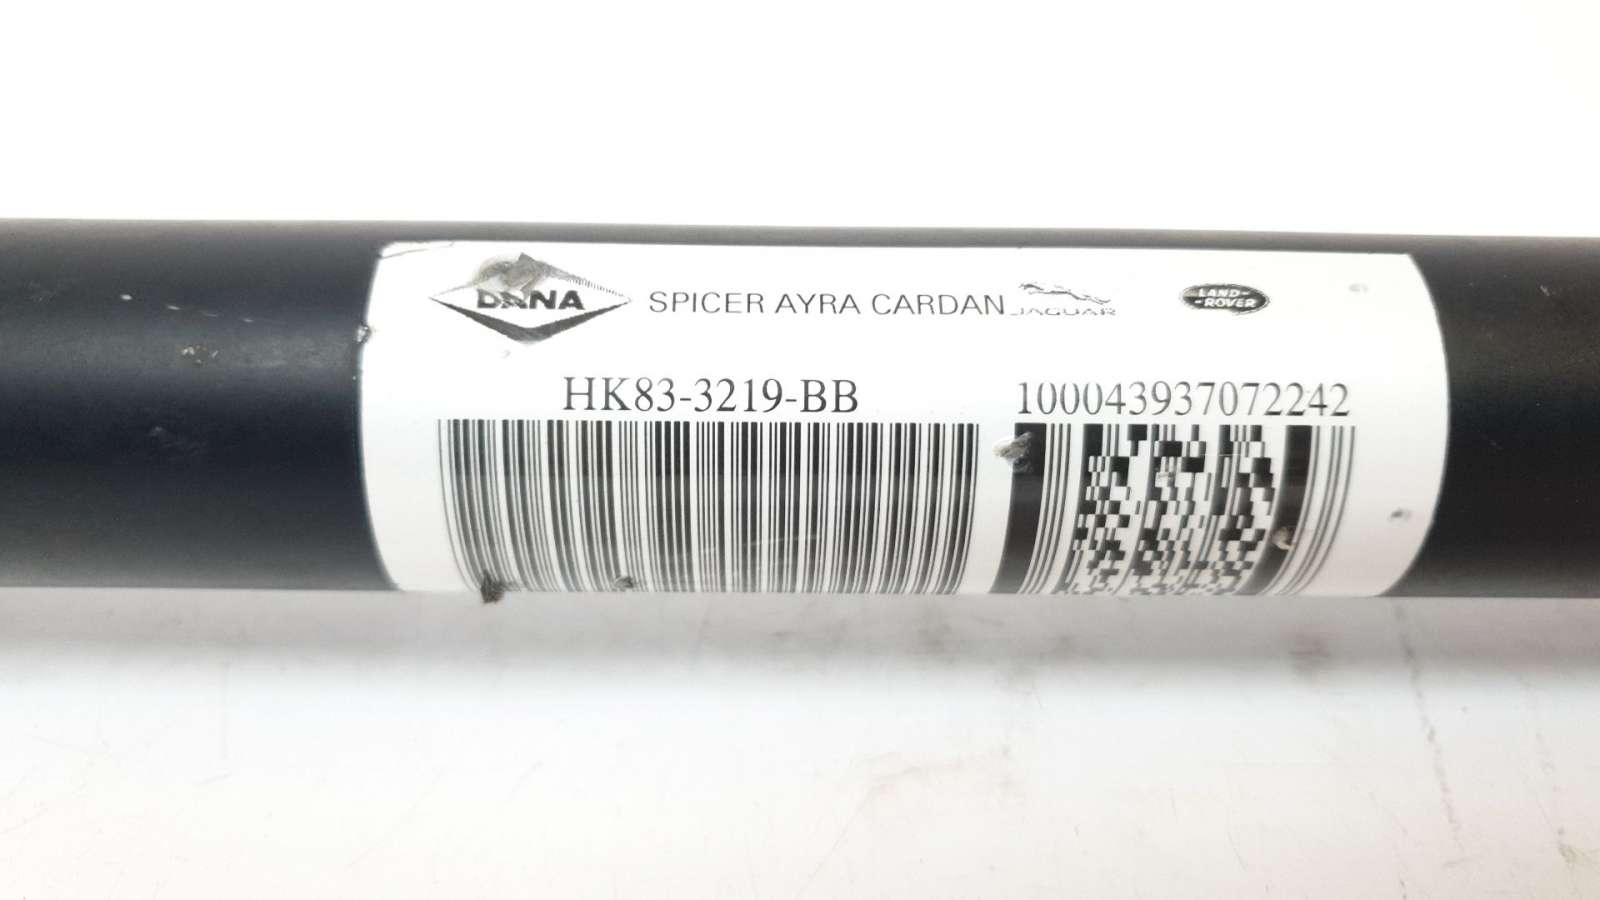 DANA SPICER AYRA CARDAN JAGUAR LAND-ROVER
HK83-3219-BB 100043937072242